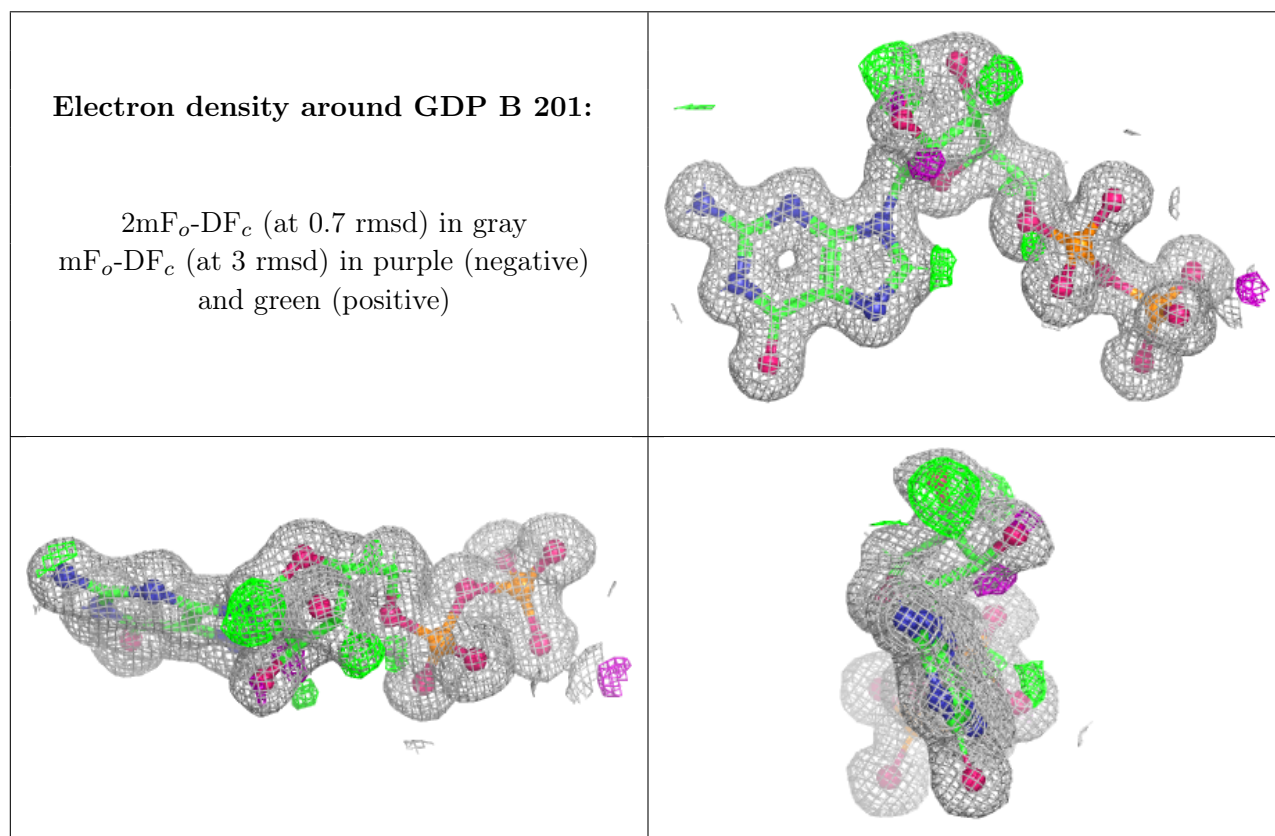 Electron density around GDP B 201:
2mFo-DFc (at 0.7 rmsd) in gray
mFo-DFc (at 3 rmsd) in purple (negative)
and green (positive)